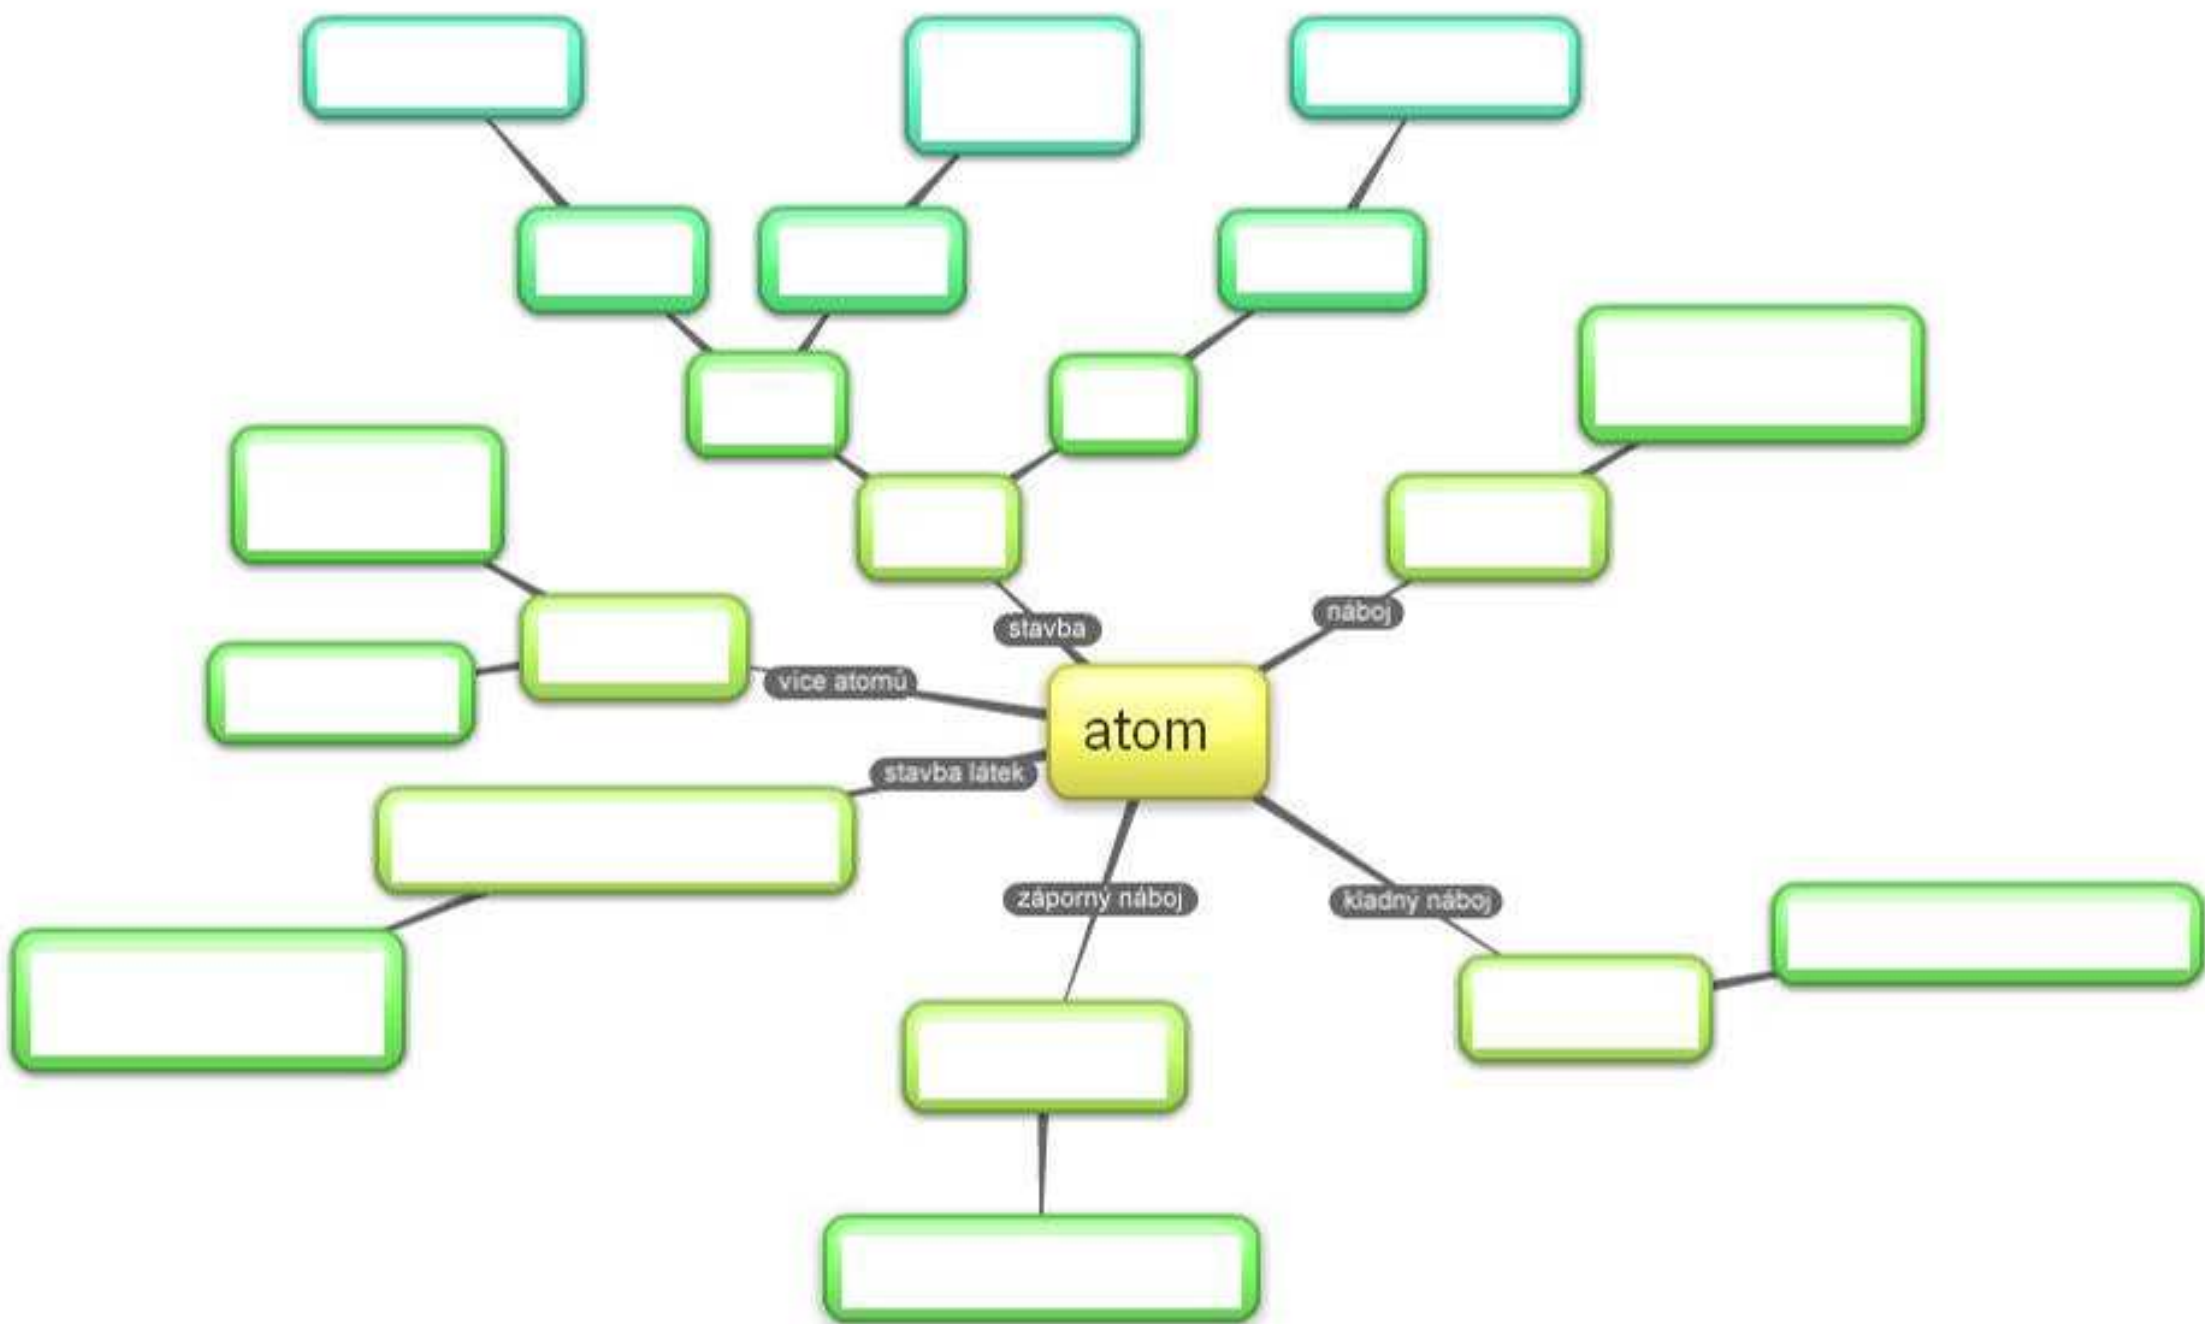 stavba
náboj
více atomů
atom
stavba látek
záporný náboj
kladný náboj